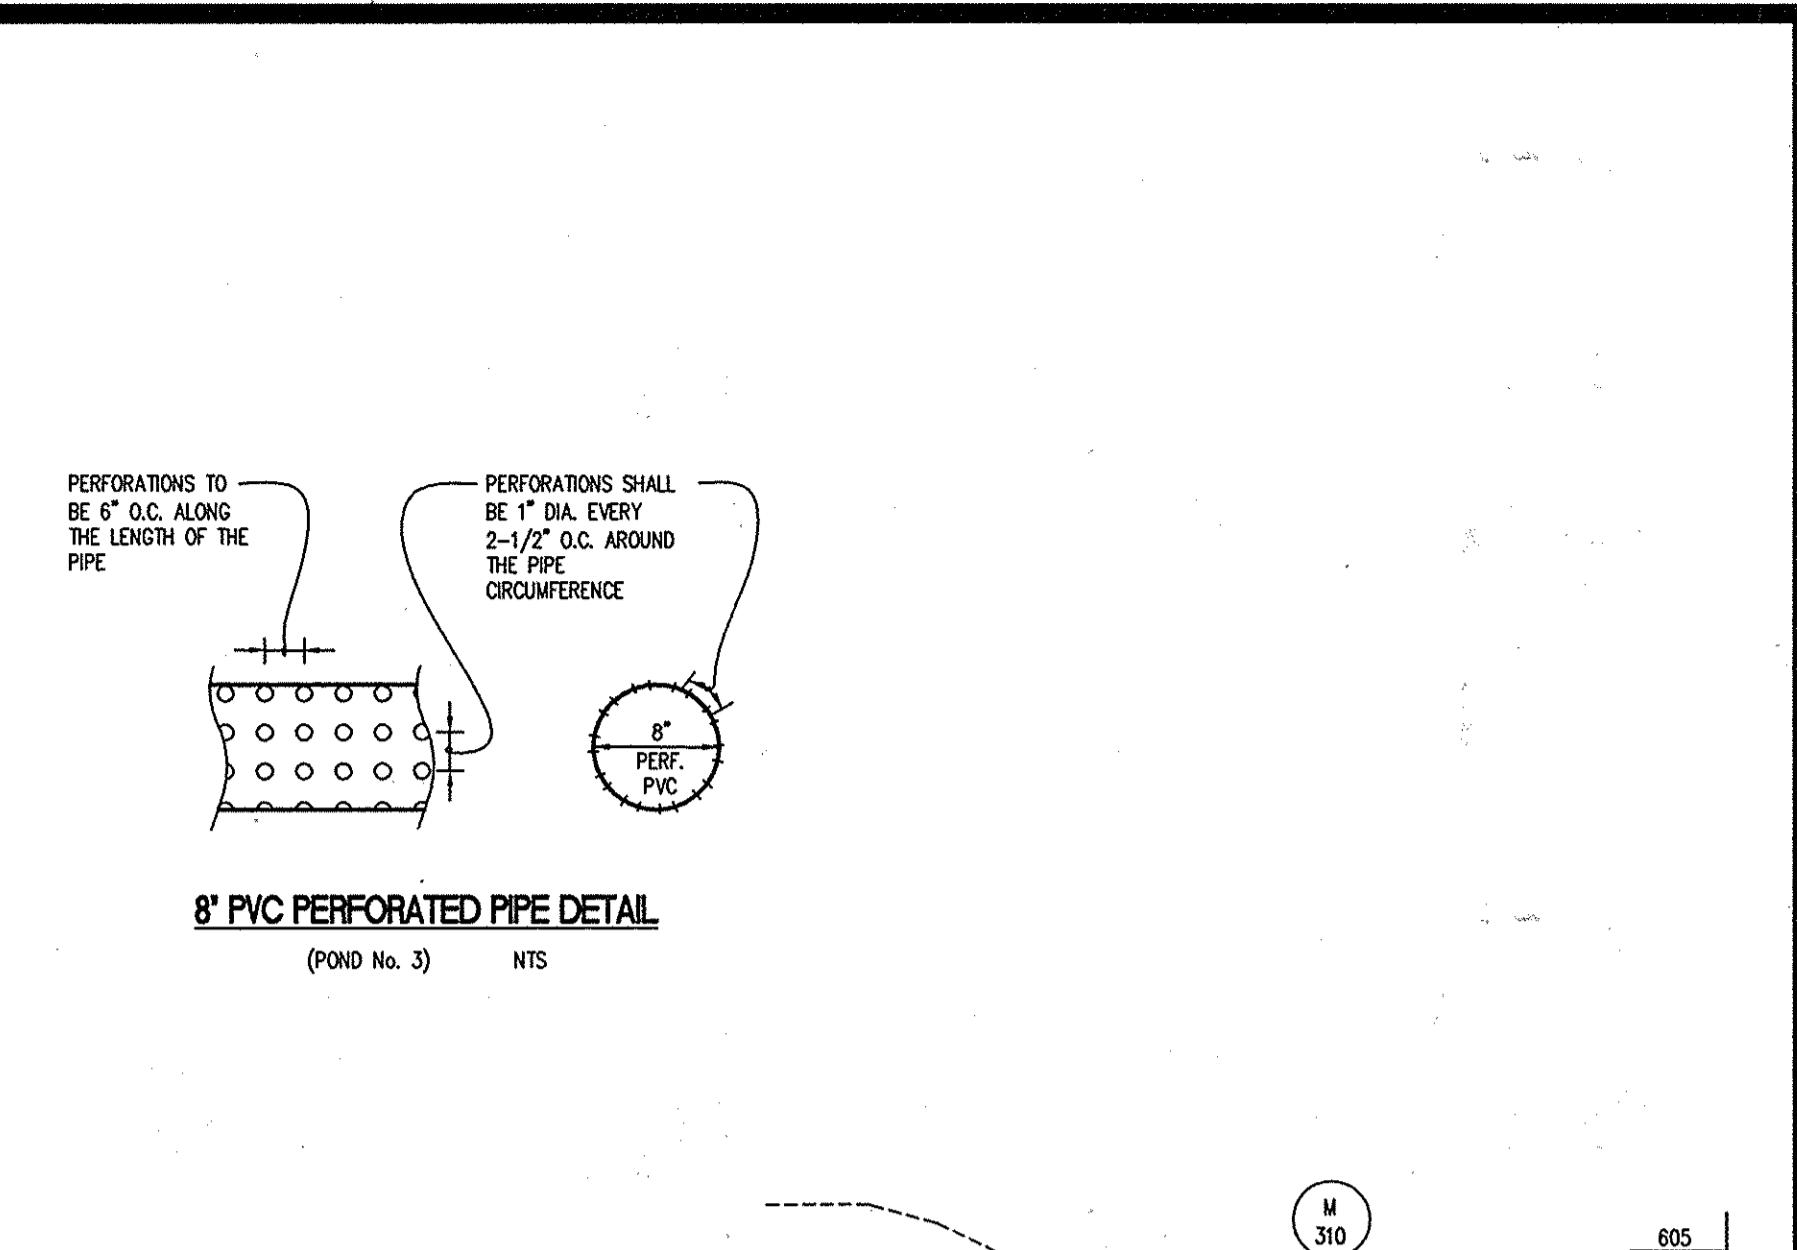 PERFORATIONS TO
BE 6" O.C. ALONG
THE LENGTH OF THE
PIPE
PERFORATIONS SHALL
BE 1" DIA. EVERY
2-1/2" O.C. AROUND
THE PIPE
CIRCUMFERENCE
8"
PERF.
PVC
8" PVC PERFORATED PIPE DETAIL
(POND No. 3) NTS
M
310
605